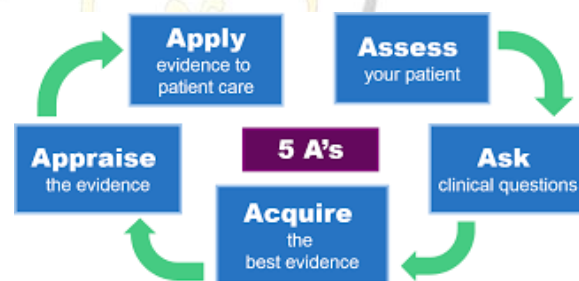 Apply
evidence to
patient care
Assess
your patient
Appraise
the evidence
5 A's
Ask
clinical questions
Acquire
the
best evidence